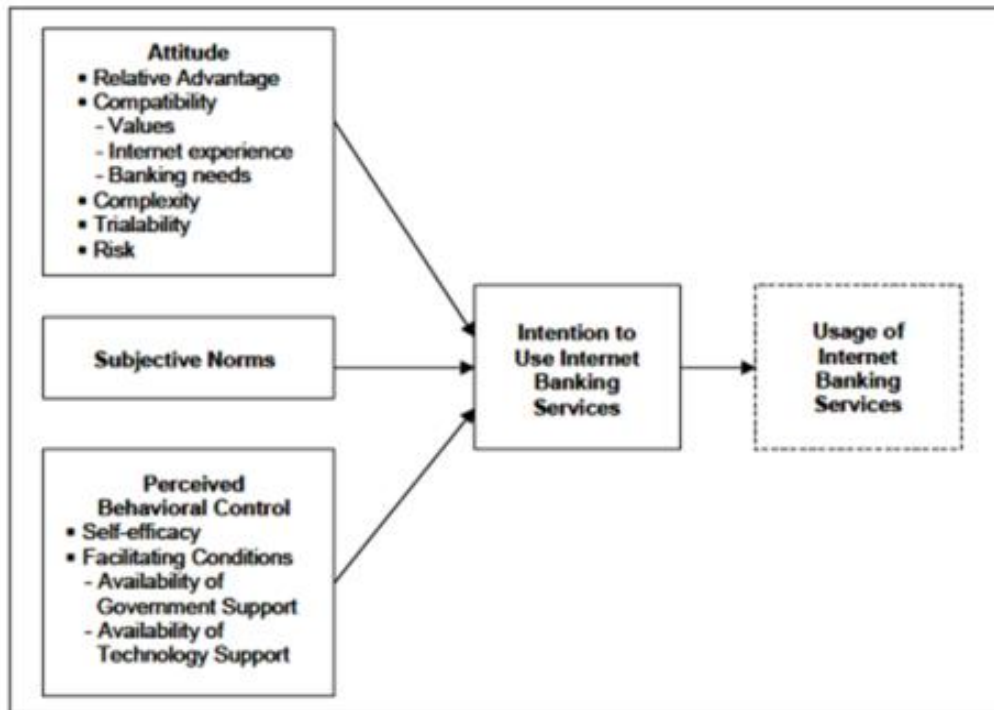 Attitude
▪ Relative Advantage
▪ Compatibility
- Values
- Internet experience
- Banking needs
▪ Complexity
▪ Trialability
▪ Risk
Subjective Norms
Perceived
Behavioral Control
▪ Self-efficacy
▪ Facilitating Conditions
- Availability of
Government Support
- Availability of
Technology Support
Intention to
Use Internet
Banking
Services
Usage of
Internet
Banking
Services